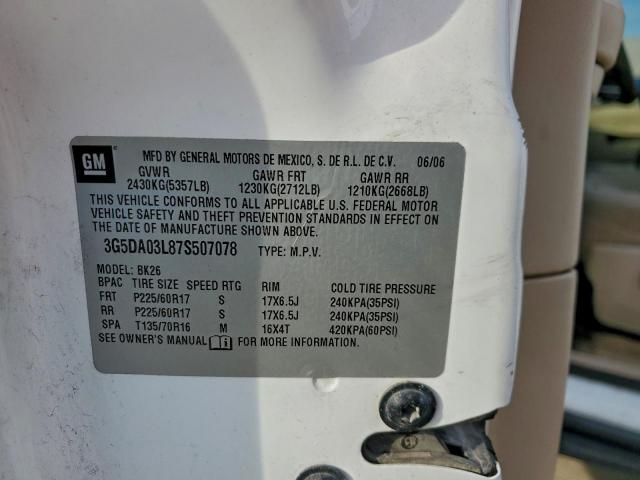 GM
MFD BY GENERAL MOTORS DE MEXICO, S. DE R.L. DE C.V. 06/06
GVWR GAWR FRT GAWR RR
2430KG(5357LB) 1230KG(2712LB) 1210KG(2668LB)
THIS VEHICLE CONFORMS TO ALL APPLICABLE U.S. FEDERAL MOTOR
VEHICLE SAFETY AND THEFT PREVENTION STANDARDS IN EFFECT ON
THE DATE OF MANUFACTURE SHOWN ABOVE.
3G5DA03L87S507078 TYPE: M.P.V.
MODEL: BK26
BPAC TIRE SIZE SPEED RTG RIM COLD TIRE PRESSURE
FRT P225/60R17 S 17X6.5J 240KPA(35PSI)
RR P225/60R17 S 17X6.5J 240KPA(35PSI)
SPA T135/70R16 M 16X4T 420KPA(60PSI)
SEE OWNER'S MANUAL FOR MORE INFORMATION.